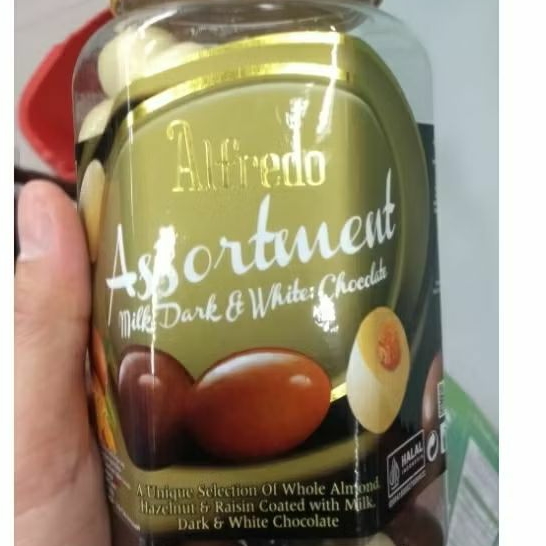 Alfredo
Assortment
Milk, Dark & White Chocolate
A Unique Selection Of Whole Almond,
Hazelnut & Raisin Coated with Milk,
Dark & White Chocolate
HALAL
INDONESIA